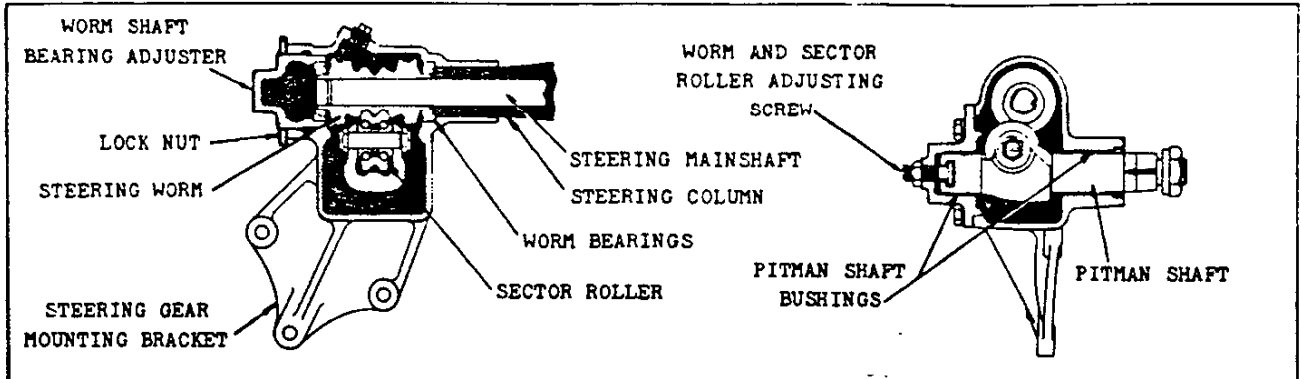 WORM SHAFT
BEARING ADJUSTER
LOCK NUT
STEERING WORM
STEERING GEAR
MOUNTING BRACKET
STEERING MAINSHAFT
STEERING COLUMN
WORM BEARINGS
SECTOR ROLLER
WORM AND SECTOR
ROLLER ADJUSTING
SCREW
PITMAN SHAFT
BUSHINGS
PITMAN SHAFT